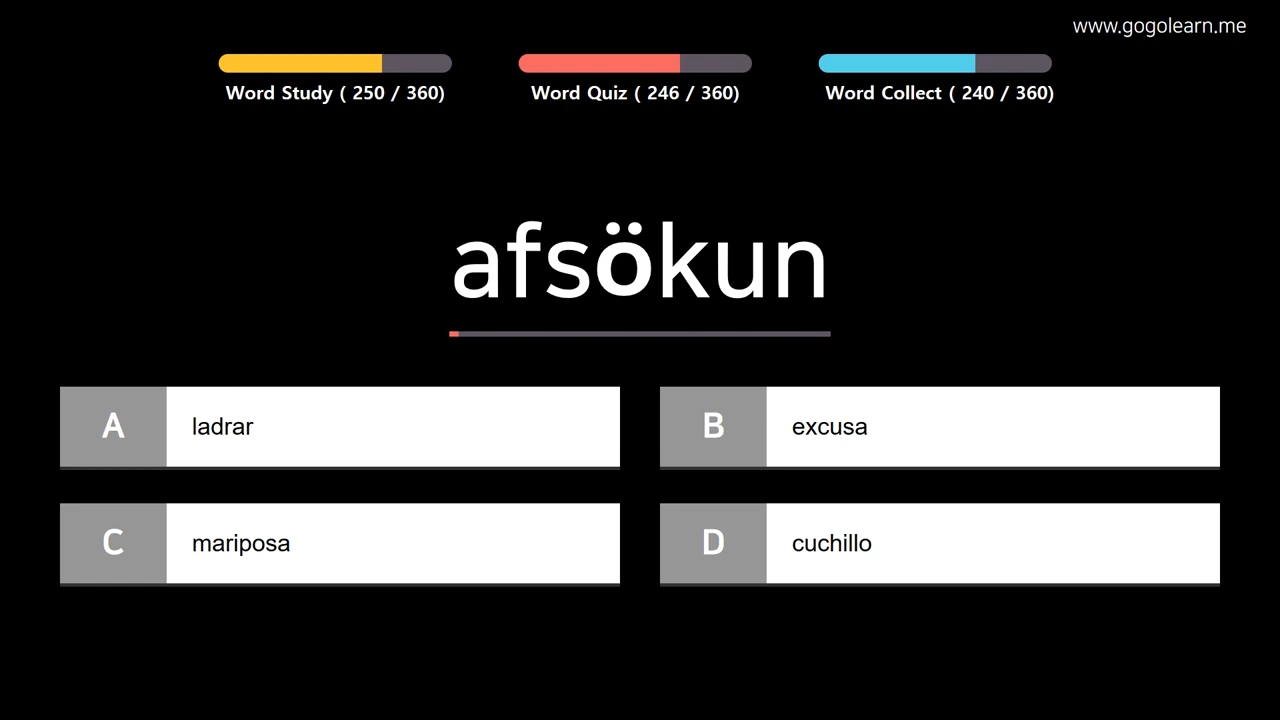 www.gogolearn.me
Word Study ( 250 / 360)
Word Quiz ( 246 / 360)
Word Collect ( 240 / 360)
afsökun
A
ladrar
B
excusa
C
mariposa
D
cuchillo